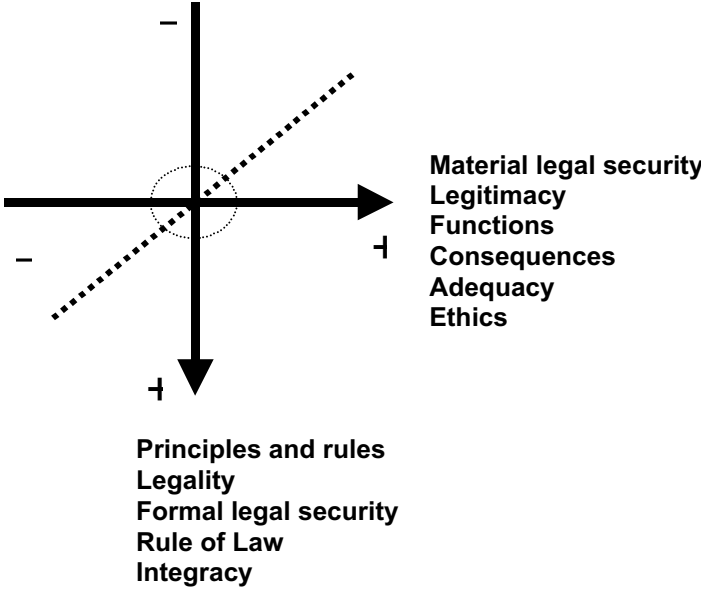 –
Material legal security
Legitimacy
Functions
Consequences
Adequacy
Ethics
+
–
+
Principles and rules
Legality
Formal legal security
Rule of Law
Integracy